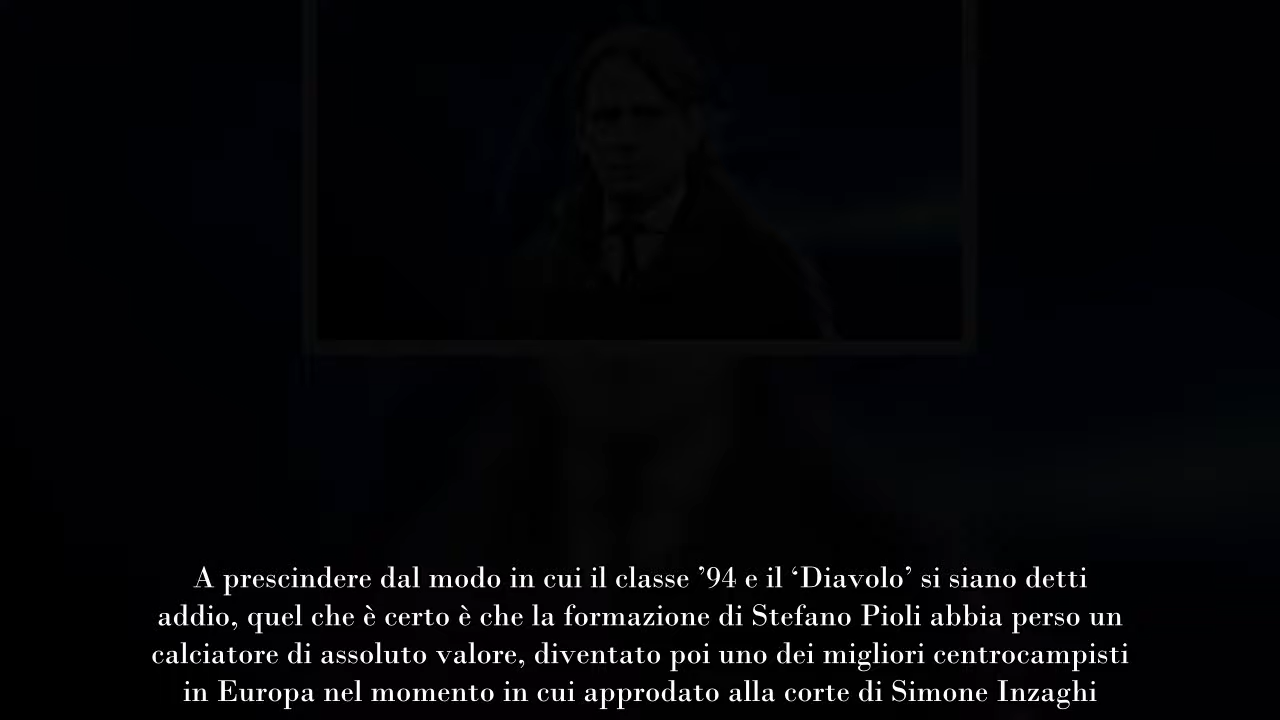 A prescindere dal modo in cui il classe ’94 e il ‘Diavolo’ si siano detti
addio, quel che è certo è che la formazione di Stefano Pioli abbia perso un
calciatore di assoluto valore, diventato poi uno dei migliori centrocampisti
in Europa nel momento in cui approdato alla corte di Simone Inzaghi